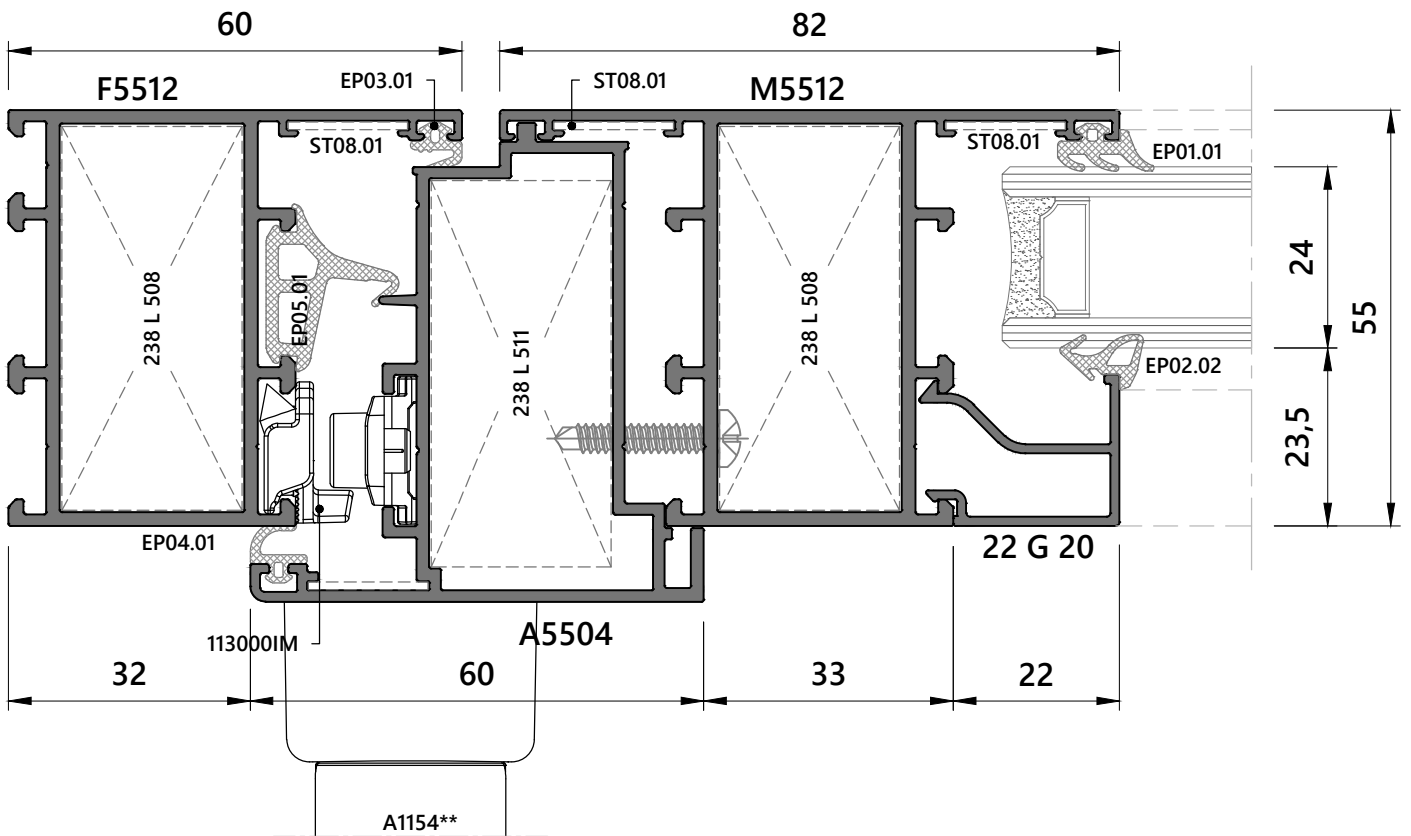 60
82
F5512
EP03.01
ST08.01
M5512
ST08.01
ST08.01
EP01.01
238 L 508
EP05.01
238 L 511
238 L 508
24
55
EP02.02
23,5
EP04.01
22 G 20
113000IM
A5504
32
60
33
22
A1154**